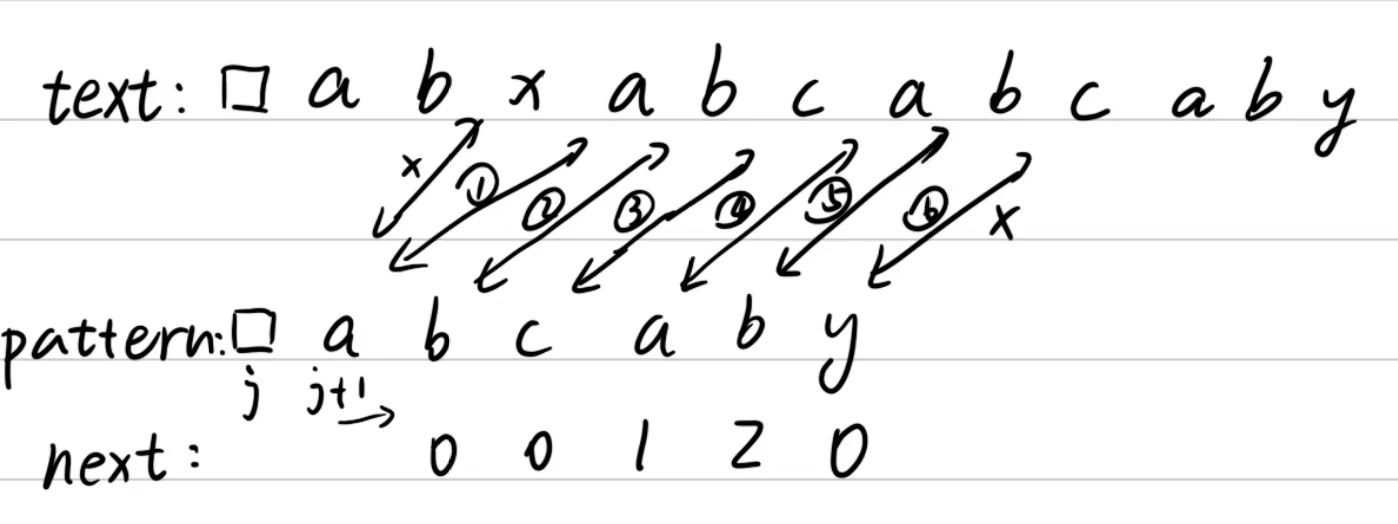 text: □ a b x a b c a b c a b y
x ① ② ③ ④ ⑤ ⑥ x
pattern: □ a b c a b y
j j+1
next: 0 0 1 2 0